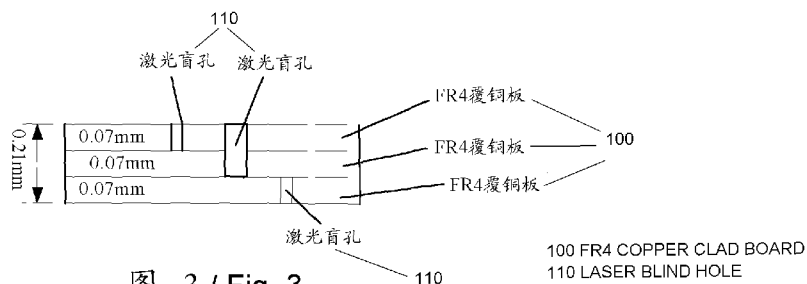 110
激光盲孔 激光盲孔
FR4覆铜板
0.07mm
0.21mm
0.07mm
FR4覆铜板
100
0.07mm
FR4覆铜板
激光盲孔
100 FR4 COPPER CLAD BOARD
110 LASER BLIND HOLE
110
/ Fig. 3